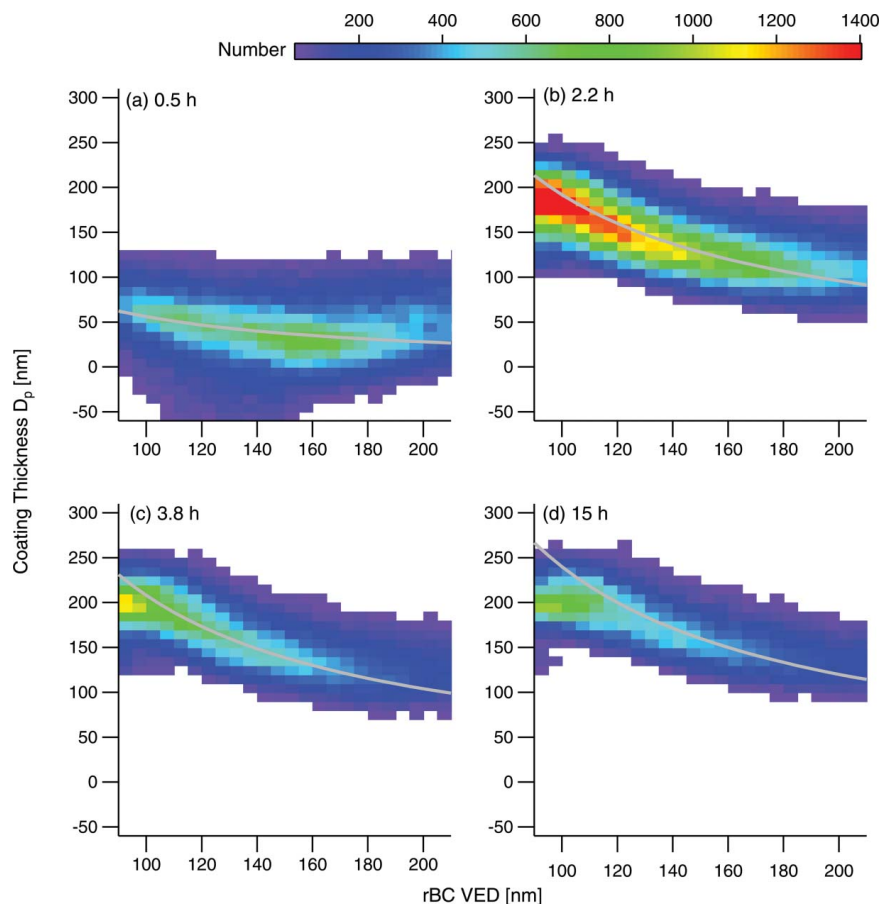 200 400 600 800 1000 1200 1400
Number
(a) 0.5 h
(b) 2.2 h
300 300
250 250
200 200
150 150
100 100
50 50
0 0
-50 -50
100 120 140 160 180 200 100 120 140 160 180 200
Coating Thickness Dp [nm]
(c) 3.8 h
(d) 15 h
300 300
250 250
200 200
150 150
100 100
50 50
0 0
-50 -50
100 120 140 160 180 200 100 120 140 160 180 200
rBC VED [nm]